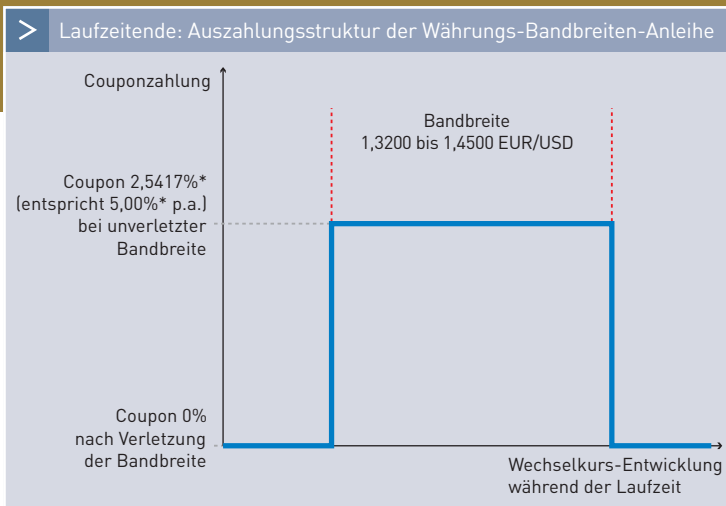 > Laufzeitende: Auszahlungsstruktur der Währungs-Bandbreiten-Anleihe
Couponzahlung
Bandbreite
1,3200 bis 1,4500 EUR/USD
Coupon 2,5417%*
(entspricht 5,00%* p.a.)
bei unverletzter
Bandbreite
Coupon 0%
nach Verletzung
der Bandbreite
Wechselkurs-Entwicklung
während der Laufzeit